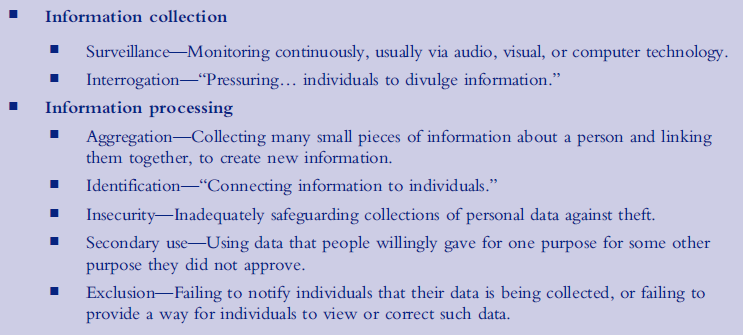 Information collection
Surveillance—Monitoring continuously, usually via audio, visual, or computer technology.
Interrogation—“Pressuring… individuals to divulge information.”
Information processing
Aggregation—Collecting many small pieces of information about a person and linking
them together, to create new information.
Identification—“Connecting information to individuals.”
Insecurity—Inadequately safeguarding collections of personal data against theft.
Secondary use—Using data that people willingly gave for one purpose for some other
purpose they did not approve.
Exclusion—Failing to notify individuals that their data is being collected, or failing to
provide a way for individuals to view or correct such data.